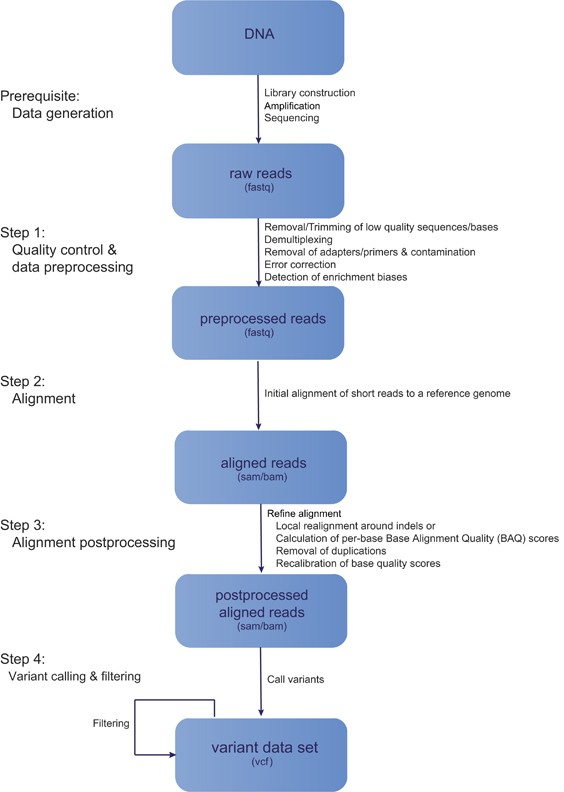 DNA
Prerequisite:
Data generation
Library construction
Amplification
Sequencing
raw reads
(fastq)
Step 1:
Quality control &
data preprocessing
Removal/Trimming of low quality sequences/bases
Demultiplexing
Removal of adapters/primers & contamination
Error correction
Detection of enrichment biases
preprocessed reads
(fastq)
Step 2:
Alignment
Initial alignment of short reads to a reference genome
aligned reads
(sam/bam)
Step 3:
Alignment postprocessing
Refine alignment
Local realignment around indels or
Calculation of per-base Base Alignment Quality (BAQ) scores
Removal of duplications
Recalibration of base quality scores
postprocessed
aligned reads
(sam/bam)
Step 4:
Variant calling & filtering
Call variants
Filtering
variant data set
(vcf)